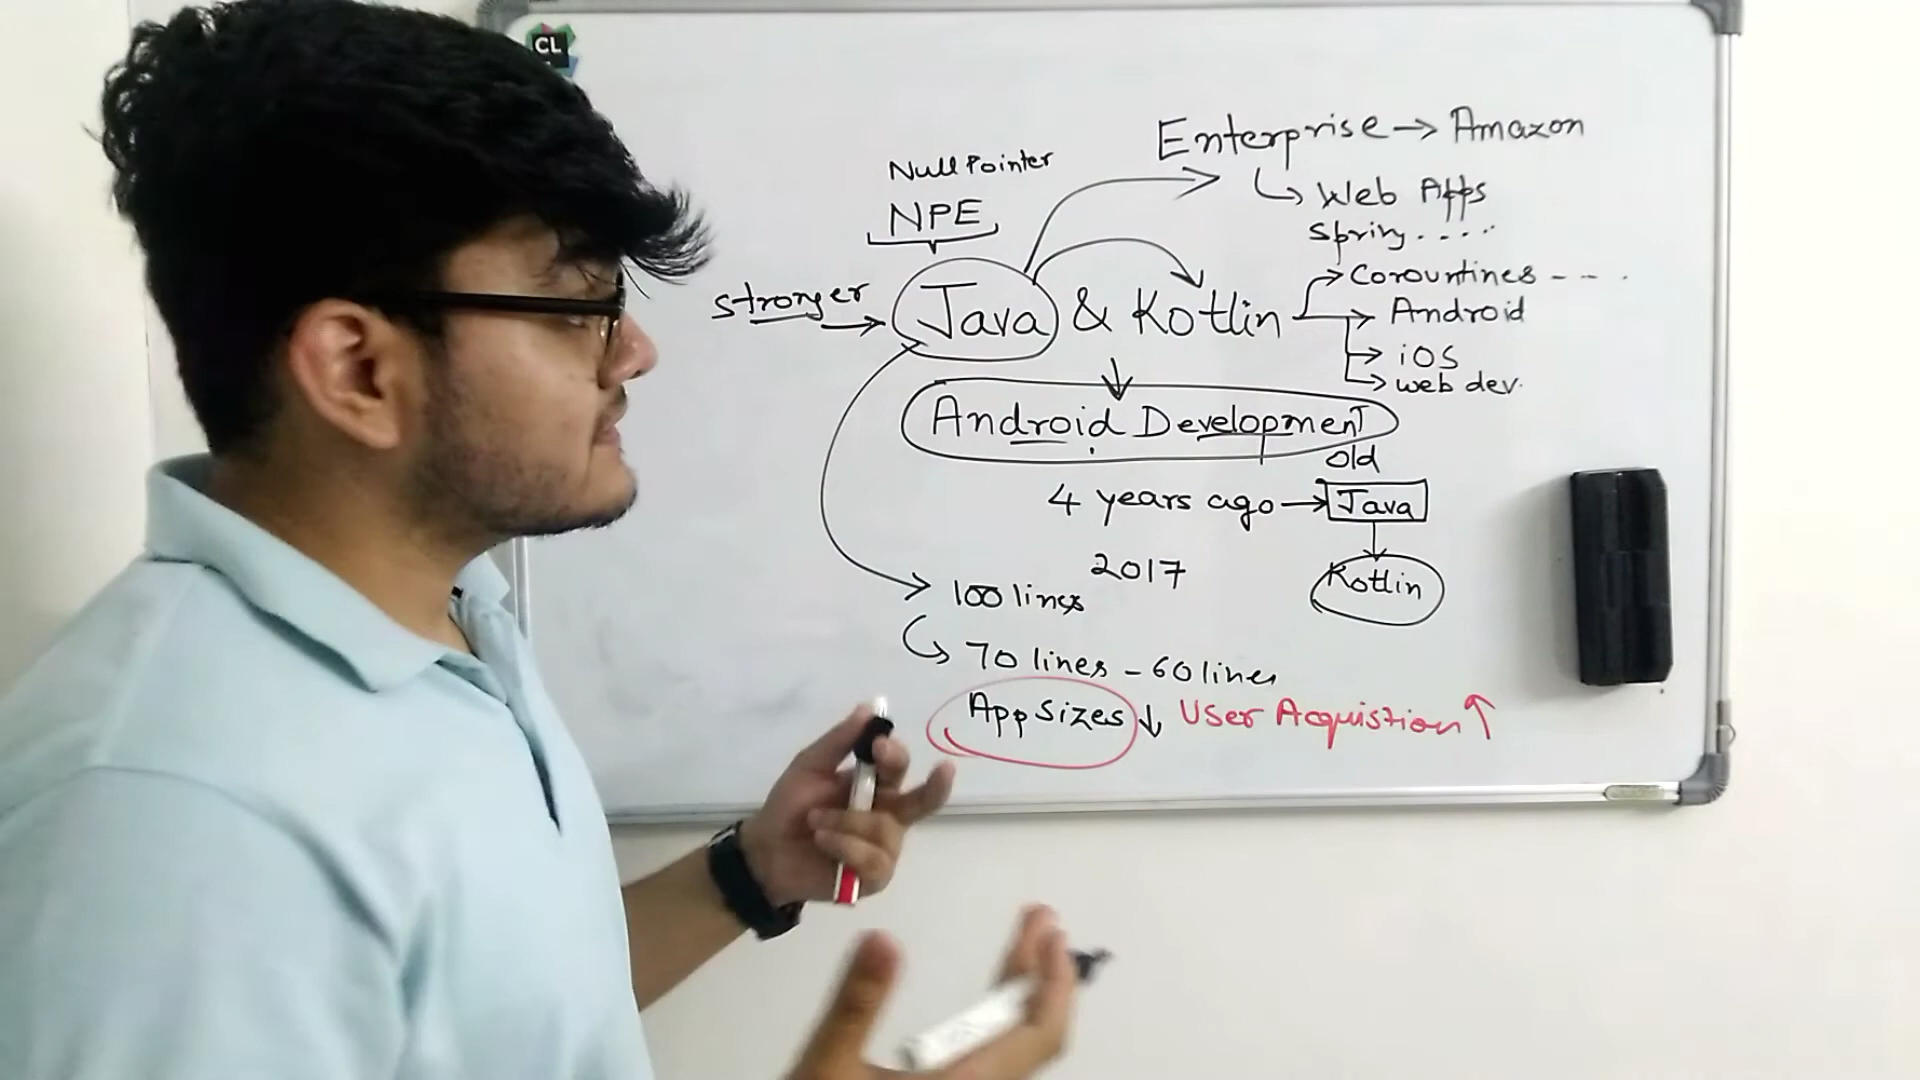 CL
Enterprise → Amazon
↳ Web Apps
Spring....
Null Pointer
NPE
stronger → Java & Kotlin
→ Corountines - - - .
→ Android
→ iOS
→ web dev.
Android Development
old
4 years ago → Java
2017
Kotlin
100 lines
70 lines - 60 lines
App Sizes ↓ User Acquistion ↑